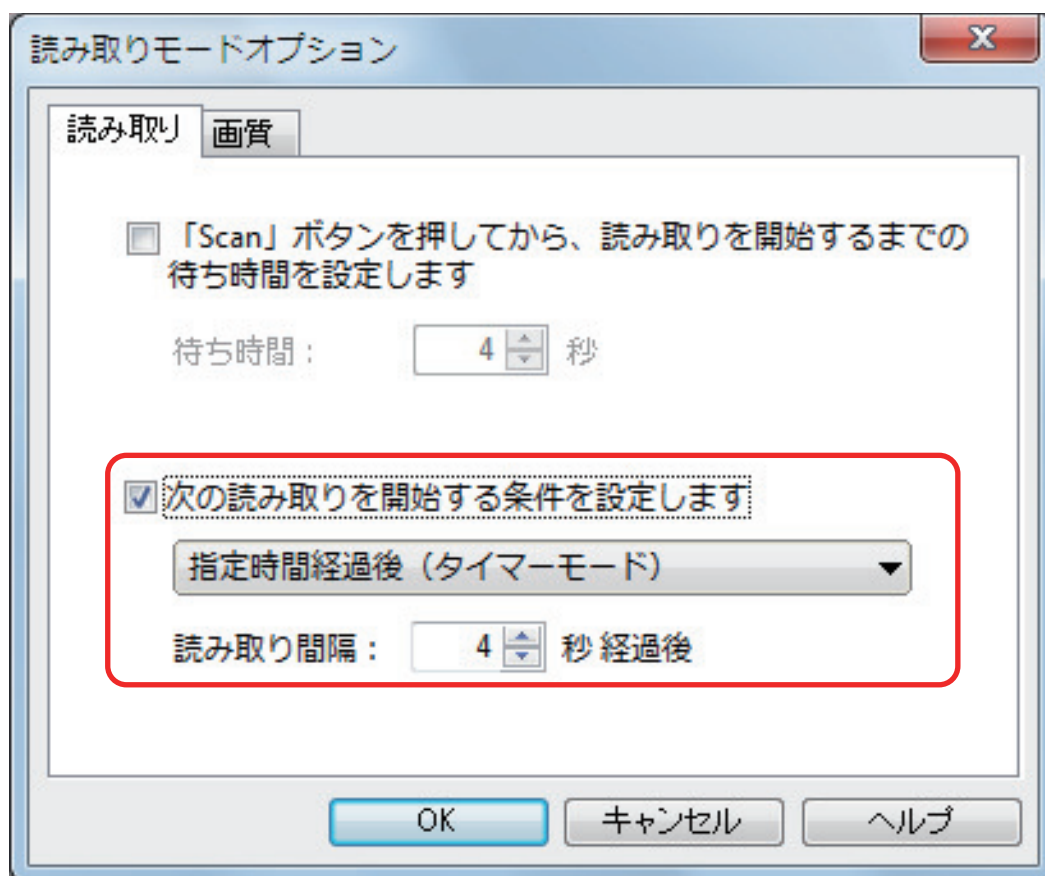 読み取りモードオプション
読み取り 画質
「Scan」ボタンを押してから、読み取りを開始するまでの
待ち時間を設定します
待ち時間： 4 秒
次の読み取りを開始する条件を設定します
指定時間経過後（タイマーモード）
読み取り間隔： 4 秒 経過後
OK キャンセル ヘルプ